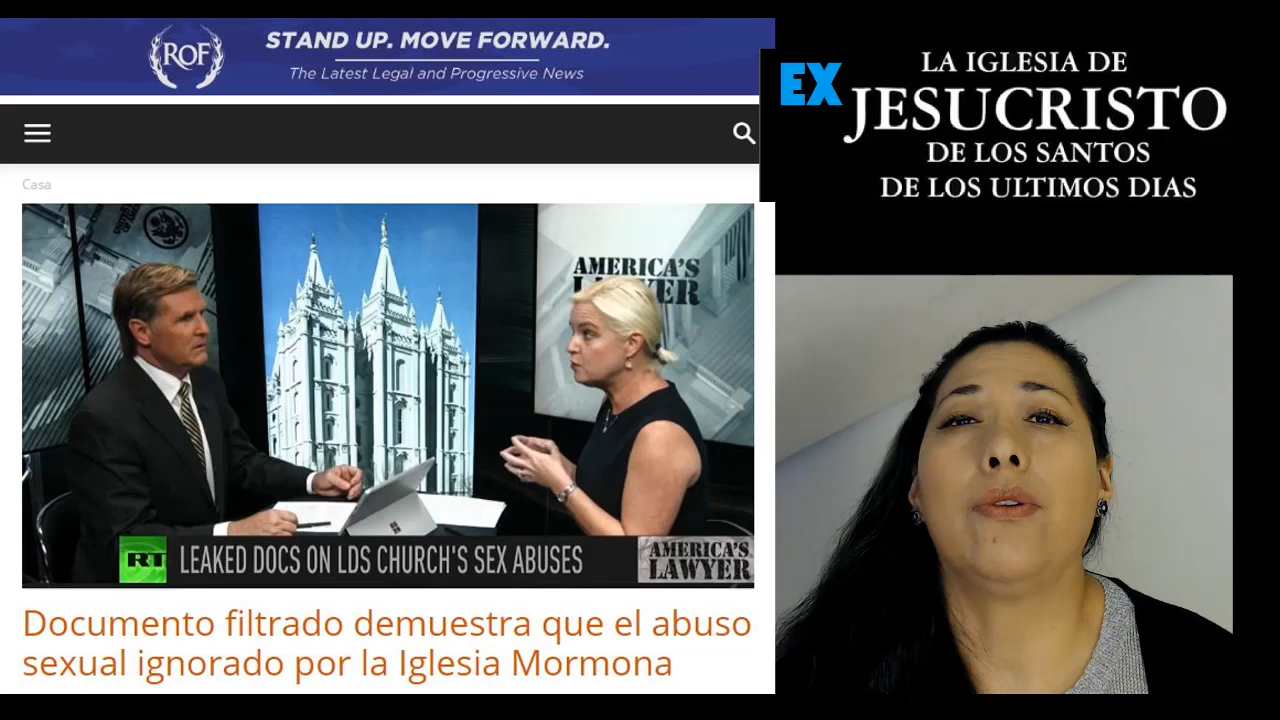 ROF
STAND UP. MOVE FORWARD.
The Latest Legal and Progressive News
Casa
AMERICA'S
LAWYER
RT
LEAKED DOCS ON LDS CHURCH'S SEX ABUSES
AMERICA'S
LAWYER
Documento filtrado demuestra que el abuso
sexual ignorado por la Iglesia Mormona
EX
LA IGLESIA DE
JESUCRISTO
DE LOS SANTOS
DE LOS ULTIMOS DIAS